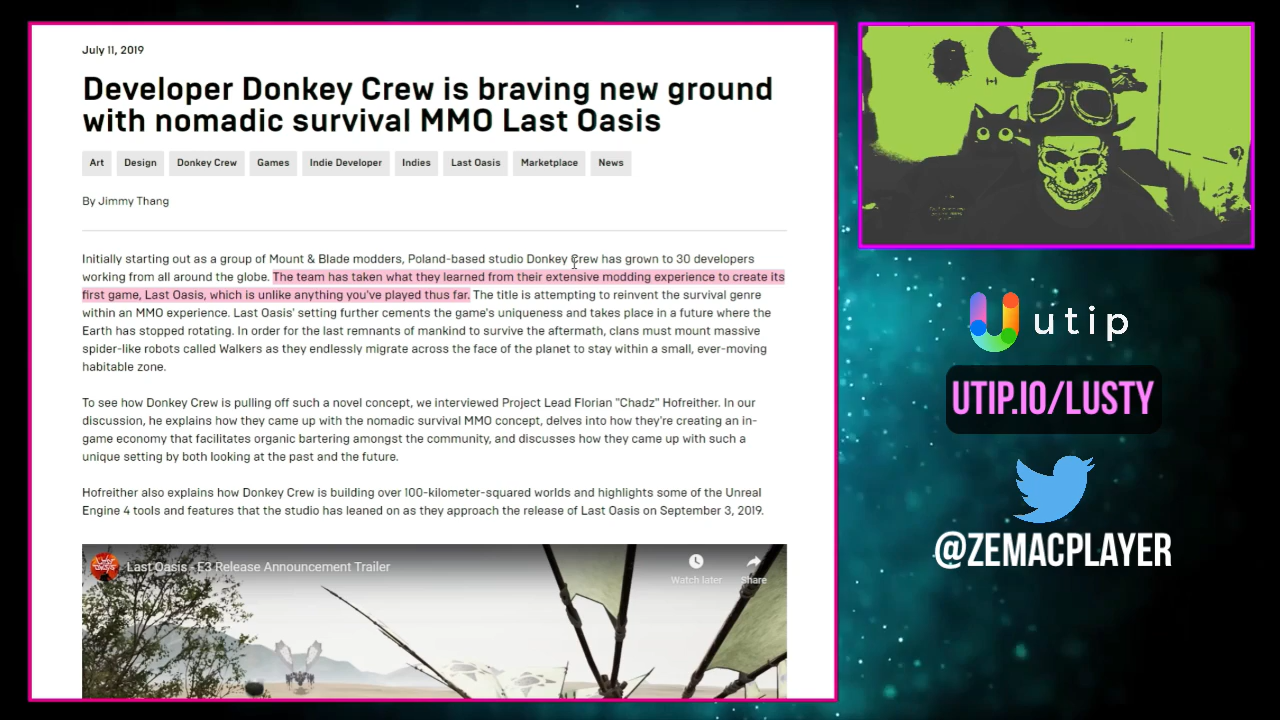 July 11, 2019
Developer Donkey Crew is braving new ground
with nomadic survival MMO Last Oasis
Art Design Donkey Crew Games Indie Developer Indies Last Oasis Marketplace News
By Jimmy Thang
Initially starting out as a group of Mount & Blade modders, Poland-based studio Donkey Crew has grown to 30 developers
working from all around the globe. The team has taken what they learned from their extensive modding experience to create its
first game, Last Oasis, which is unlike anything you've played thus far. The title is attempting to reinvent the survival genre
within an MMO experience. Last Oasis' setting further cements the game's uniqueness and takes place in a future where the
Earth has stopped rotating. In order for the last remnants of mankind to survive the aftermath, clans must mount massive
spider-like robots called Walkers as they endlessly migrate across the face of the planet to stay within a small, ever-moving
habitable zone.
To see how Donkey Crew is pulling off such a novel concept, we interviewed Project Lead Florian "Chadz" Hofreither. In our
discussion, he explains how they came up with the nomadic survival MMO concept, delves into how they're creating an in-
game economy that facilitates organic bartering amongst the community, and discusses how they came up with such a
unique setting by both looking at the past and the future.
Hofreither also explains how Donkey Crew is building over 100-kilometer-squared worlds and highlights some of the Unreal
Engine 4 tools and features that the studio has leaned on as they approach the release of Last Oasis on September 3, 2019.
Last Oasis - E3 Release Announcement Trailer
Watch later Share
utip
UTIP.IO/LUSTY
@ZEMACPLAYER